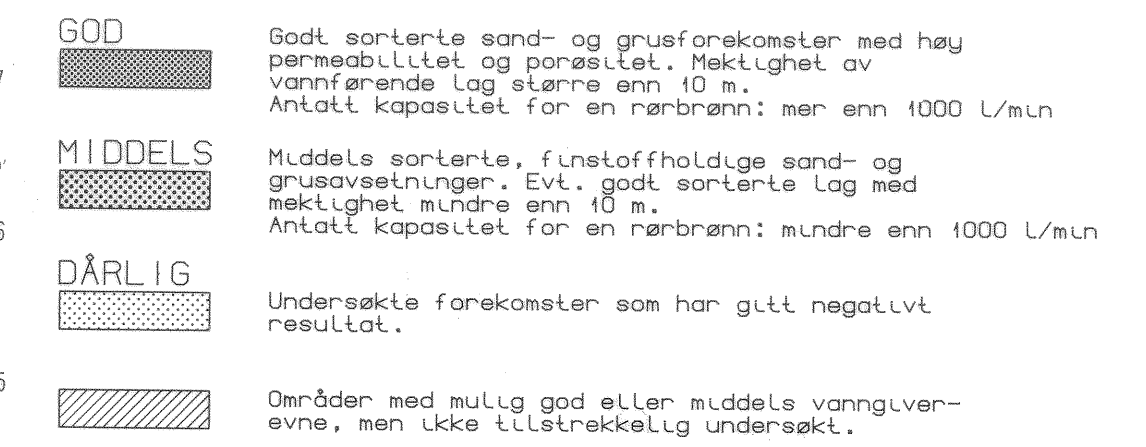 GOD
Godt sorterte sand- og grusforekomster med høy
permeabilitet og porøsitet. Mektighet av
vannførende lag større enn 10 m.
Antatt kapasitet for en rørbrønn: mer enn 1000 l/min
MIDDELS
Middels sorterte, finstoffholdige sand- og
grusavsetninger. Evt. godt sorterte lag med
mektighet mindre enn 10 m.
Antatt kapasitet for en rørbrønn: mindre enn 1000 l/min
DÅRLIG
Undersøkte forekomster som har gitt negativt
resultat.
Områder med mulig god eller middels vanngiver-
evne, men ikke tilstrekkelig undersøkt.